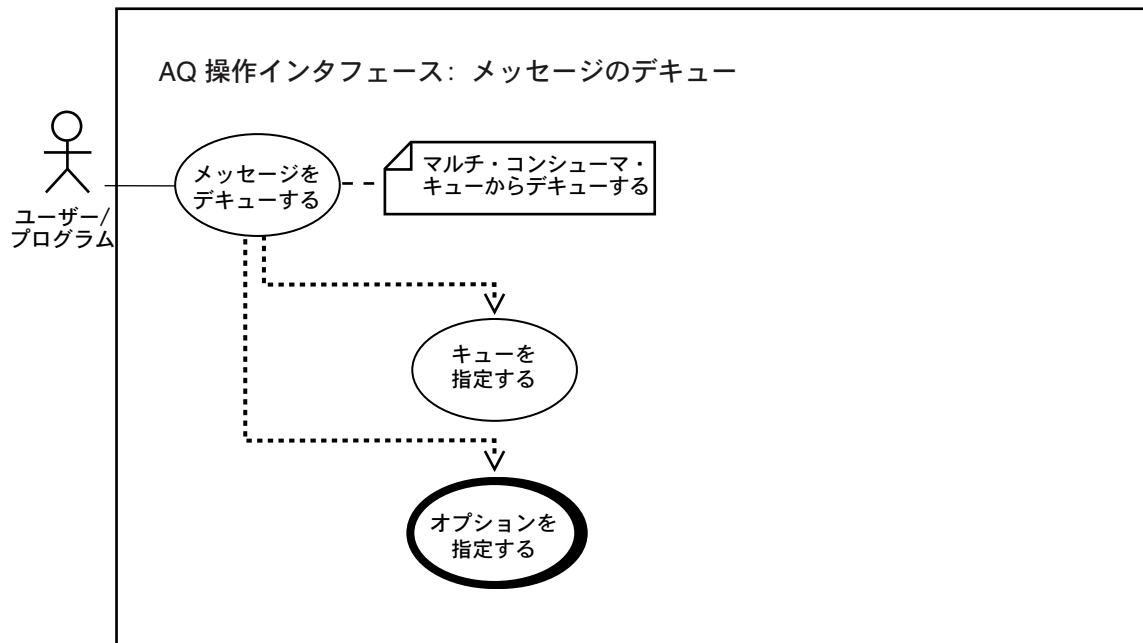 AQ 操作インタフェース: メッセージのデキュー
メッセージを
デキューする
マルチ・コンシューマ・
キューからデキューする
ユーザー/
プログラム
キューを
指定する
オプションを
指定する